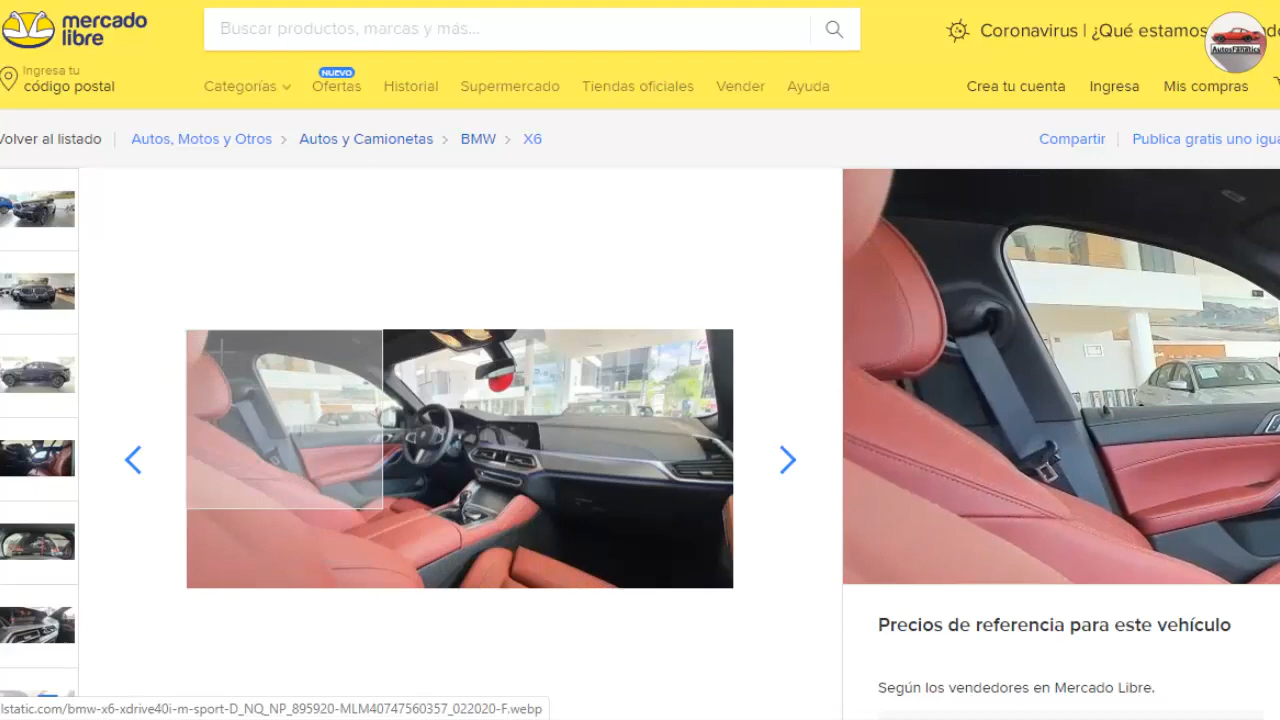 mercado
libre
Buscar productos, marcas y más...
Coronavirus | ¿Qué estamos
Ingresa tu
código postal
Categorías
NUEVO
Ofertas
Historial
Supermercado
Tiendas oficiales
Vender
Ayuda
Crea tu cuenta
Ingresa
Mis compras
Volver al listado
Autos, Motos y Otros
Autos y Camionetas
BMW
X6
Compartir
Publica gratis uno igua
Precios de referencia para este vehículo
Según los vendedores en Mercado Libre.
lstatic.com/bmw-x6-xdrive40i-m-sport-D_NQ_NP_895920-MLM40747560357_022020-F.webp